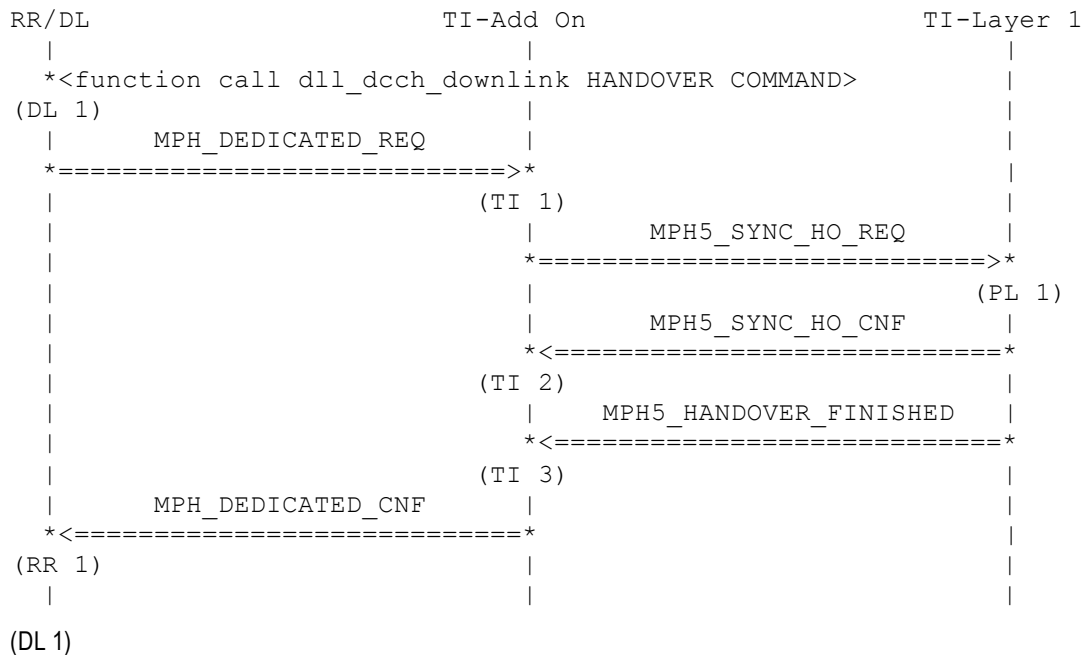 RR/DL TI-Add On TI-Layer 1
| | |
*<function call dll_dcch_downlink HANDOVER COMMAND> |
(DL 1) | |
| MPH_DEDICATED_REQ | |
*============================>* |
| (TI 1) |
| | MPH5_SYNC_HO_REQ |
| *============================>*
| | (PL 1)
| | MPH5_SYNC_HO_CNF |
| *<============================*
| (TI 2) |
| | MPH5_HANDOVER_FINISHED |
| *<============================*
| (TI 3) |
| MPH_DEDICATED_CNF | |
*<============================* |
(RR 1) | |
| | |
(DL 1)